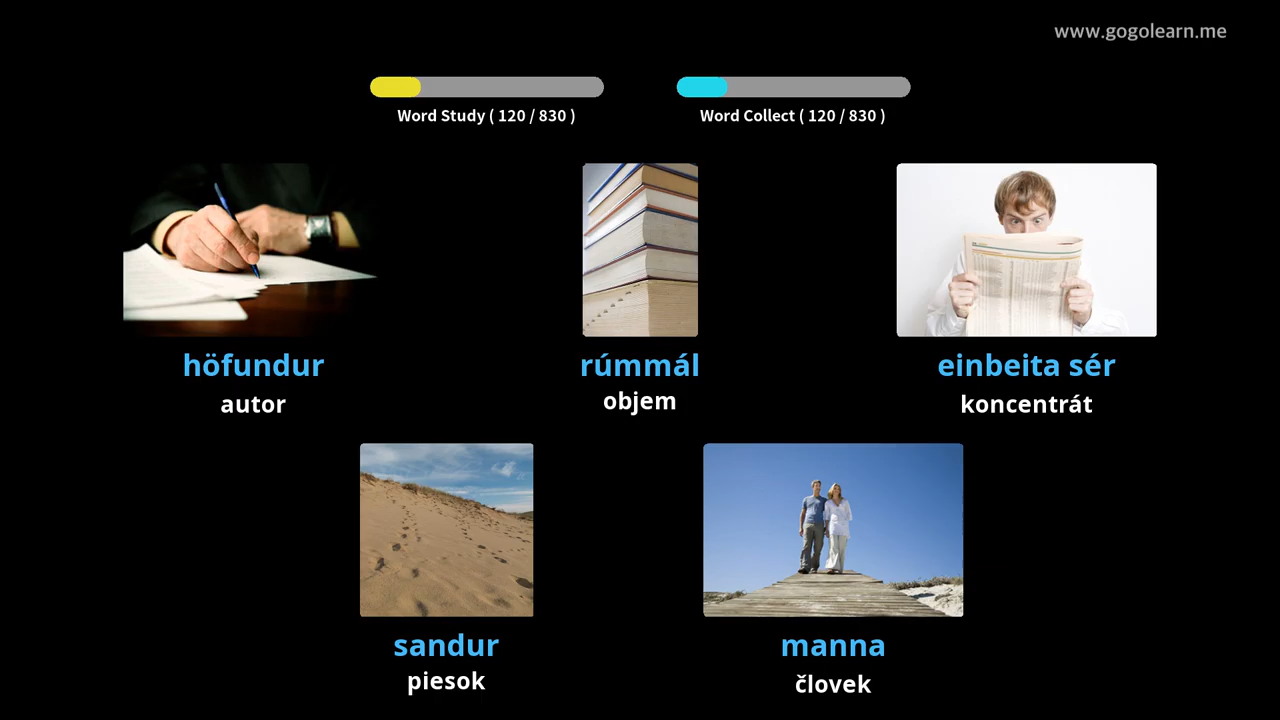 www.gogolearn.me
Word Study ( 120 / 830 )
Word Collect ( 120 / 830 )
höfundur
autor
rúmmál
objem
einbeita sér
koncentrát
sandur
piesok
manna
človek